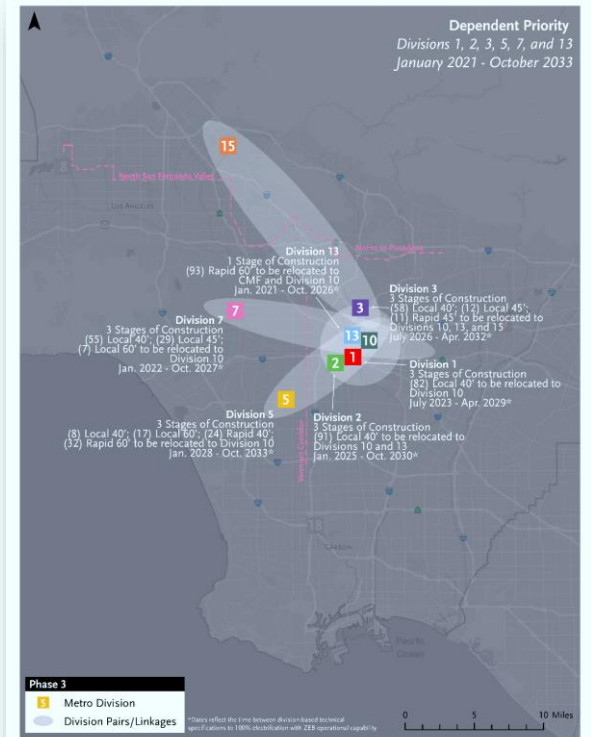 Dependent Priority
Divisions 1, 2, 3, 5, 7, and 13
January 2021 - October 2033
15
North San Fernando Valley
LOS ANGELES
NoHo to Pasadena
Division 13
1 Stage of Construction
(93) Rapid 60' to be relocated to
CMF and Division 10
Jan. 2021 - Oct. 2026*
3
Division 3
3 Stages of Construction
(58) Local 40'; (12) Local 45';
(11) Rapid 45' to be relocated to
Divisions 10, 13, and 15
July 2026 - Apr. 2032*
7
Division 7
3 Stages of Construction
(55) Local 40'; (29) Local 45';
(7) Local 60' to be relocated to
Division 10
Jan. 2022 - Oct. 2027*
13
10
1
2
Division 1
3 Stages of Construction
(82) Local 40' to be relocated to
Division 10
July 2023 - Apr. 2029*
5
Division 5
3 Stages of Construction
(8) Local 40'; (17) Local 60'; (24) Rapid 40';
(32) Rapid 60' to be relocated to Division 10
Jan. 2028 - Oct. 2033*
Division 2
3 Stages of Construction
(91) Local 40' to be relocated to
Divisions 10 and 13
Jan. 2025 - Oct. 2030*
Vermont Corridor
18
CARSON
Pacific
Ocean
Phase 3
5 Metro Division
Division Pairs/Linkages
*Dates reflect the time between division-based technical
specifications to 100% electrification with ZEB operational capability
0 5 10 Miles